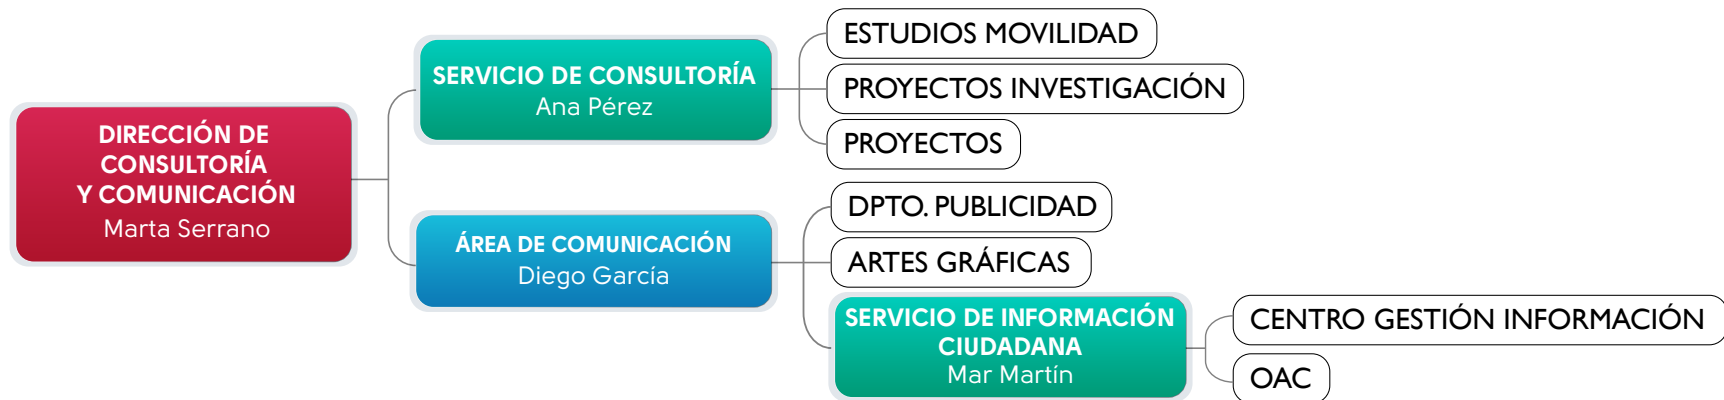 DIRECCIÓN DE
CONSULTORÍA
Y COMUNICACIÓN
Marta Serrano
SERVICIO DE CONSULTORÍA
Ana Pérez
ESTUDIOS MOVILIDAD
PROYECTOS INVESTIGACIÓN
PROYECTOS
ÁREA DE COMUNICACIÓN
Diego García
DPTO. PUBLICIDAD
ARTES GRÁFICAS
SERVICIO DE INFORMACIÓN
CIUDADANA
Mar Martín
CENTRO GESTIÓN INFORMACIÓN
OAC